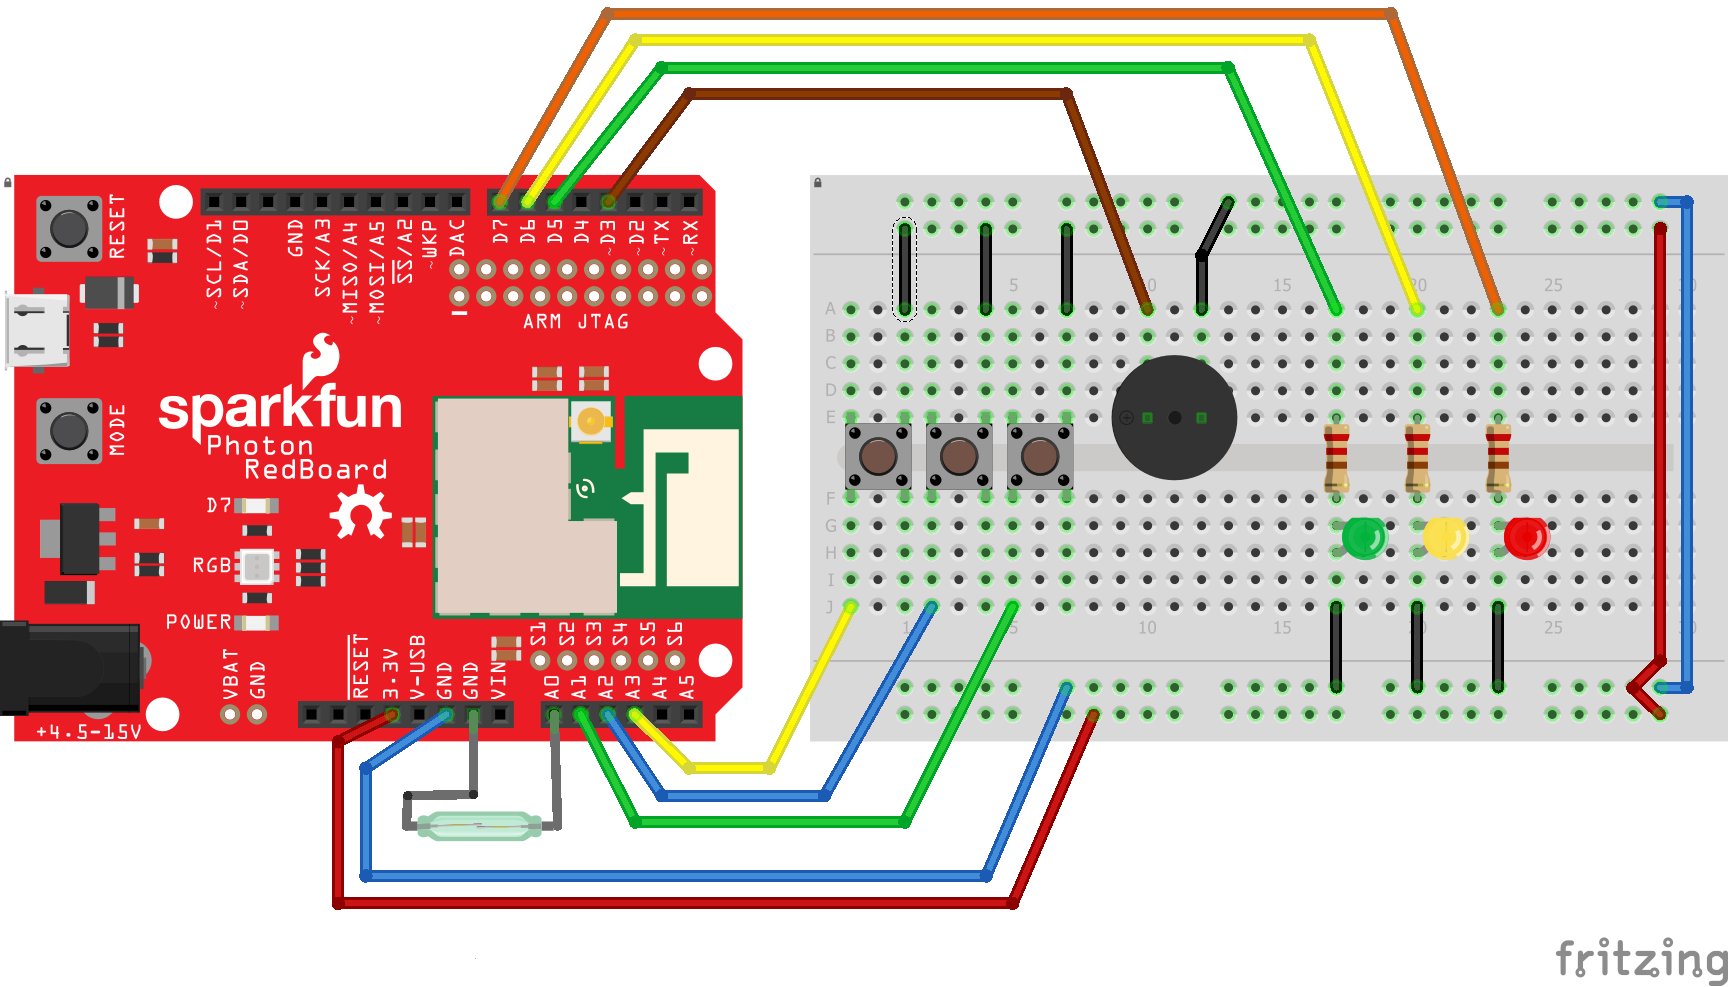 RESET
~SCL/D1
~SDA/D0
GND
SCK/A3
~MISO/A4
~MOSI/A5
SS/A2
~WKP
DAC
D7
D6
D5
D4
~D3
~D2
~TX
~RX
ARM JTAG
MODE
sparkfun
Photon
RedBoard
D7
RGB
POWER
VBAT
GND
+4.5-15V
RESET
3.3V
V-USB
GND
GND
VIN
S1
S2
S3
S4
S5
S6
A0
A1
A2
A3
A4
A5
5
15
25
30
A
B
C
D
E
F
G
H
I
J
1
5
10
15
20
25
30
fritzing